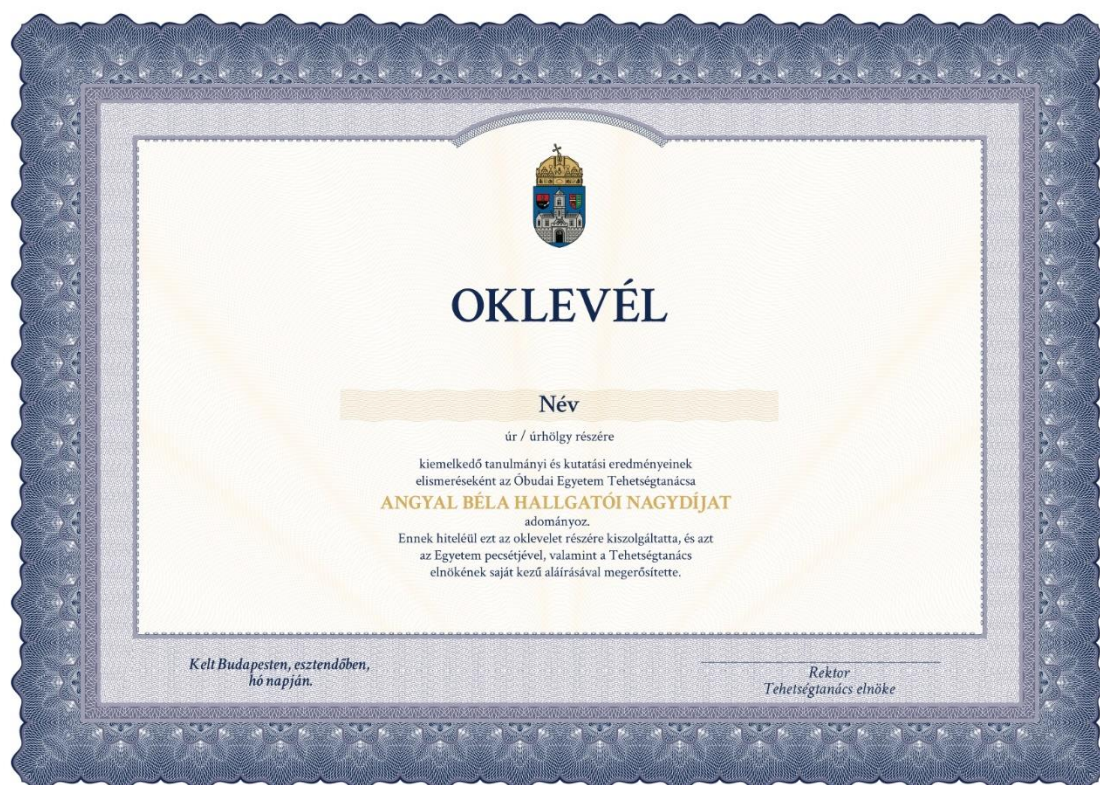 OKLEVÉL
Név
úr / úrhölgy részére
kiemelkedő tanulmányi és kutatási eredményeinek
elismeréseként az Óbudai Egyetem Tehetségtanácsa
ANGYAL BÉLA HALLGATÓI NAGYDÍJAT
adományoz.
Ennek hiteléül ezt az oklevelet részére kiszolgáltatta, és azt
az Egyetem pecsétjével, valamint a Tehetségtanács
elnökének saját kezű aláírásával megerősítette.
Kelt Budapesten, esztendőben,
hó napján.
Rektor
Tehetségtanács elnöke